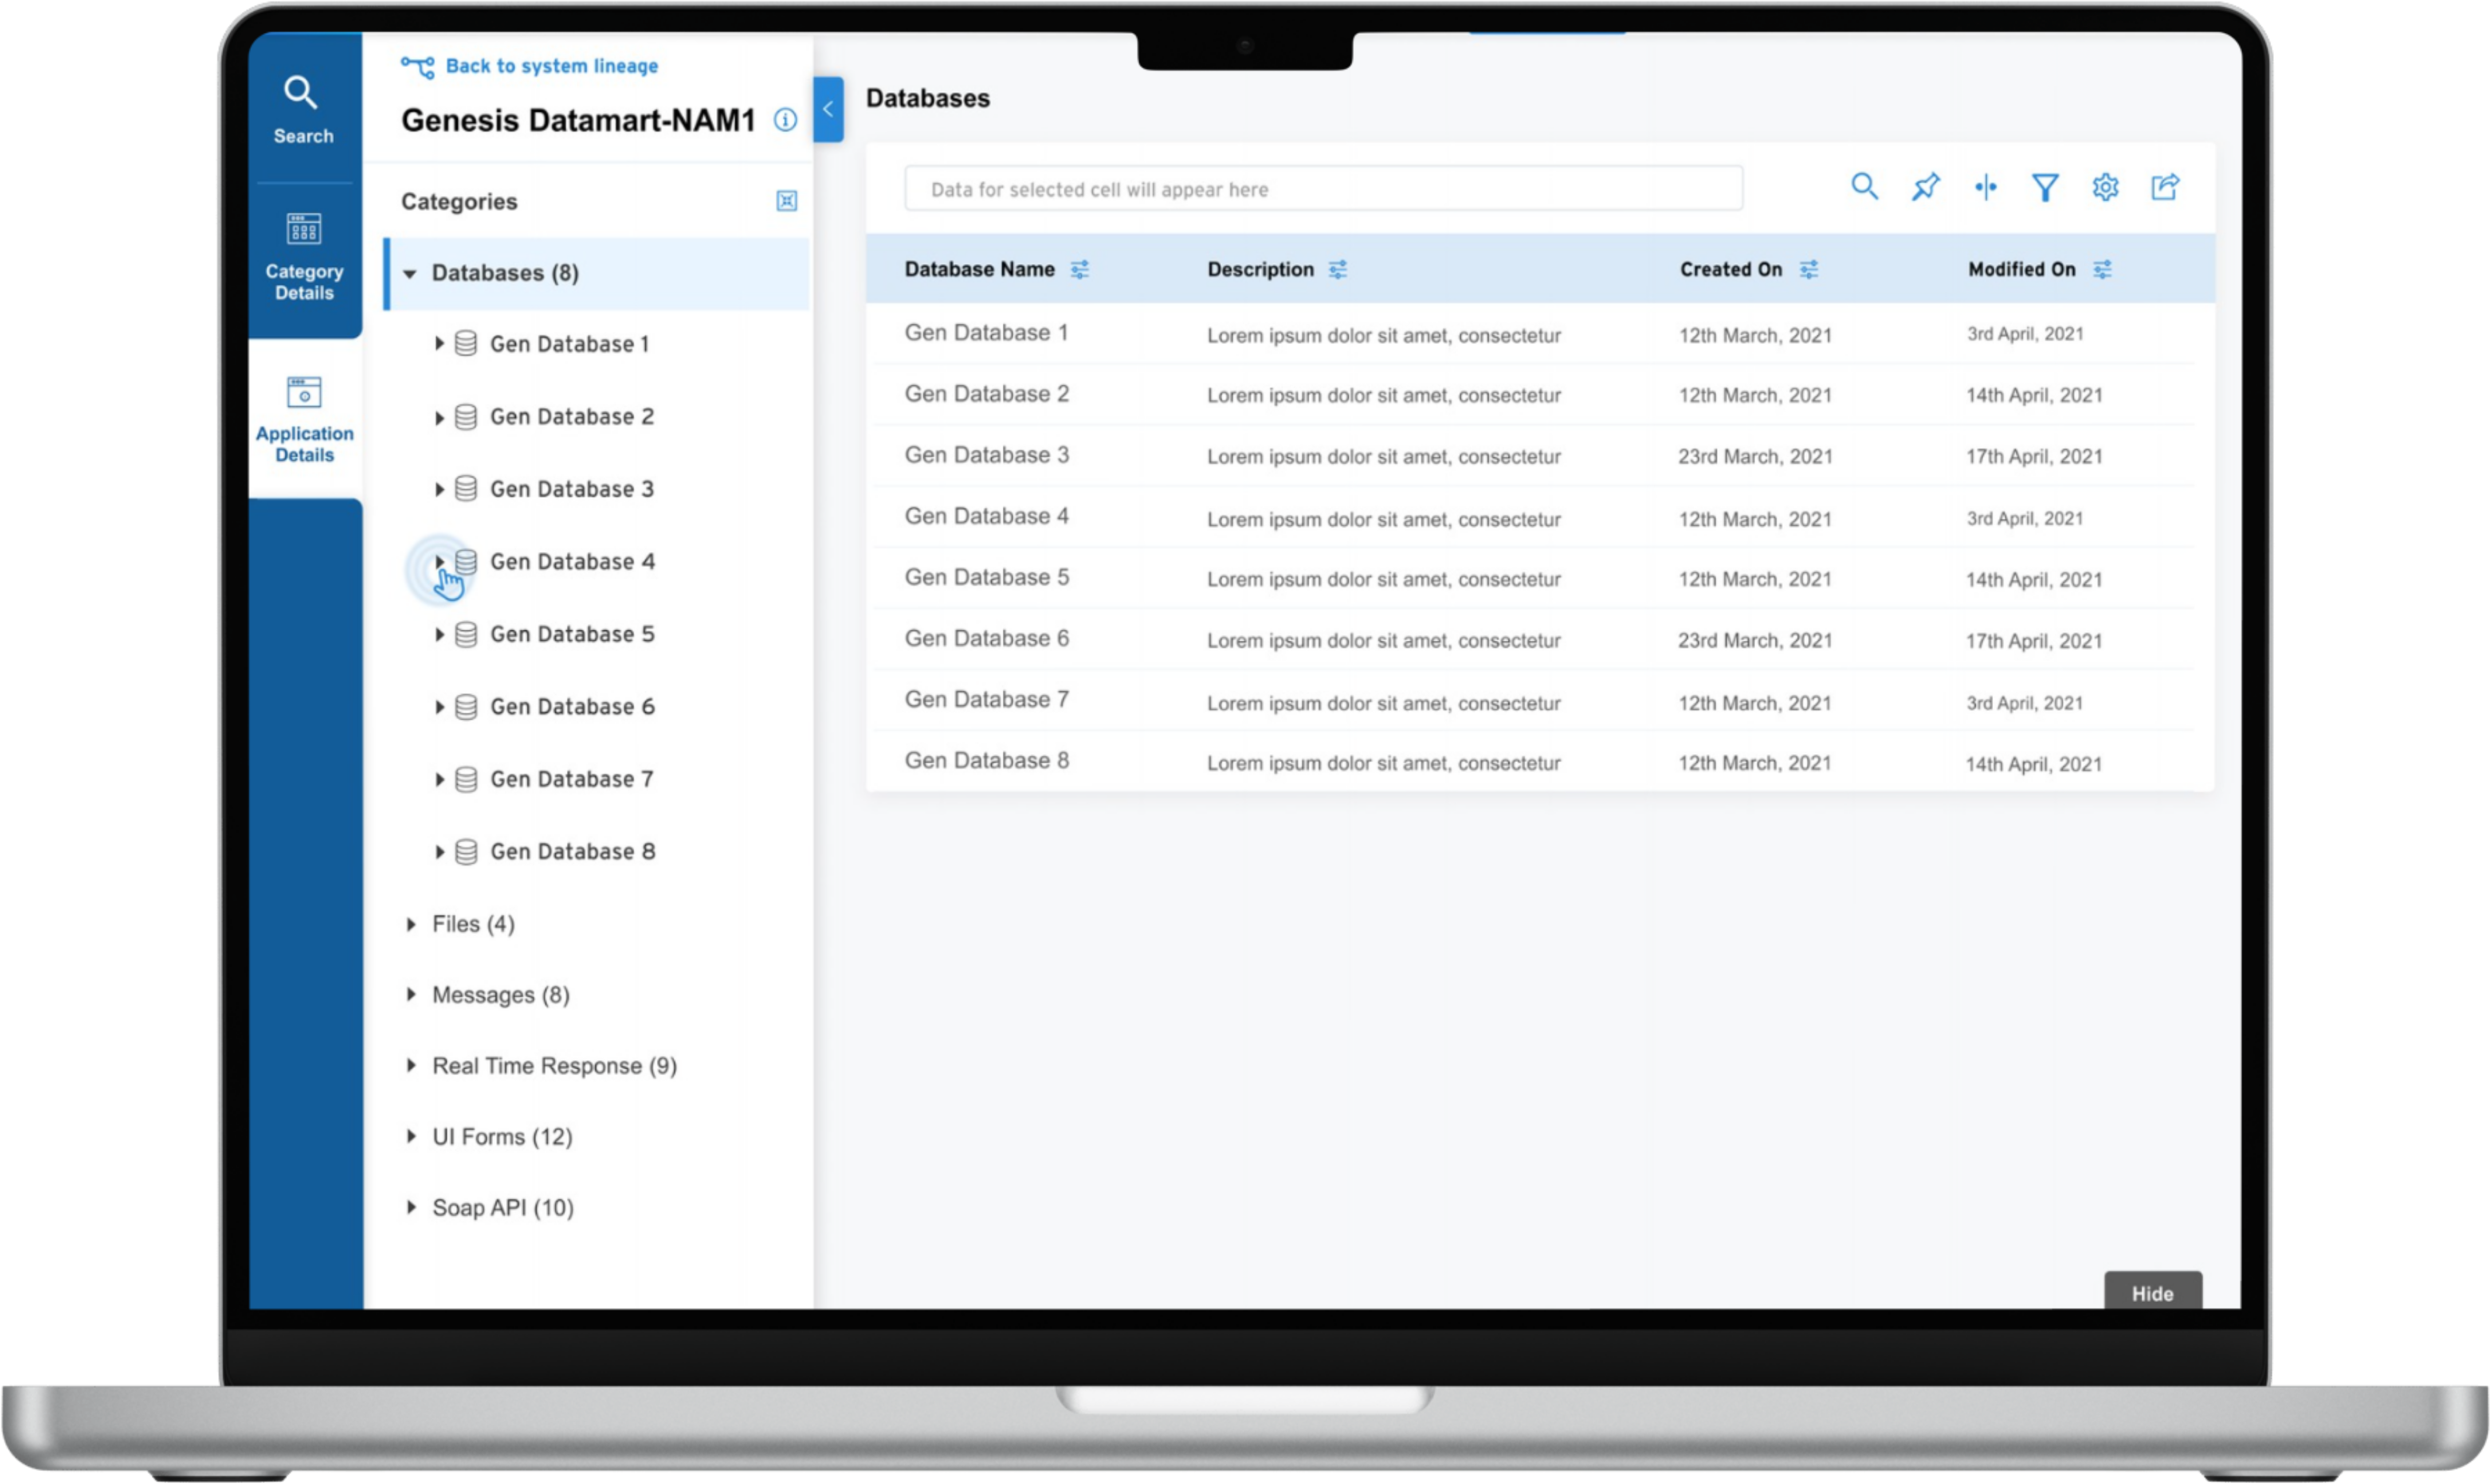 Search
Category
Details
Application
Details
Back to system lineage
Genesis Datamart-NAM1
Categories
Databases (8)
Gen Database 1
Gen Database 2
Gen Database 3
Gen Database 4
Gen Database 5
Gen Database 6
Gen Database 7
Gen Database 8
Files (4)
Messages (8)
Real Time Response (9)
UI Forms (12)
Soap API (10)
Databases
Data for selected cell will appear here
Database Name Description Created On Modified On
Gen Database 1 Lorem ipsum dolor sit amet, consectetur 12th March, 2021 3rd April, 2021
Gen Database 2 Lorem ipsum dolor sit amet, consectetur 12th March, 2021 14th April, 2021
Gen Database 3 Lorem ipsum dolor sit amet, consectetur 23rd March, 2021 17th April, 2021
Gen Database 4 Lorem ipsum dolor sit amet, consectetur 12th March, 2021 3rd April, 2021
Gen Database 5 Lorem ipsum dolor sit amet, consectetur 12th March, 2021 14th April, 2021
Gen Database 6 Lorem ipsum dolor sit amet, consectetur 23rd March, 2021 17th April, 2021
Gen Database 7 Lorem ipsum dolor sit amet, consectetur 12th March, 2021 3rd April, 2021
Gen Database 8 Lorem ipsum dolor sit amet, consectetur 12th March, 2021 14th April, 2021
Hide